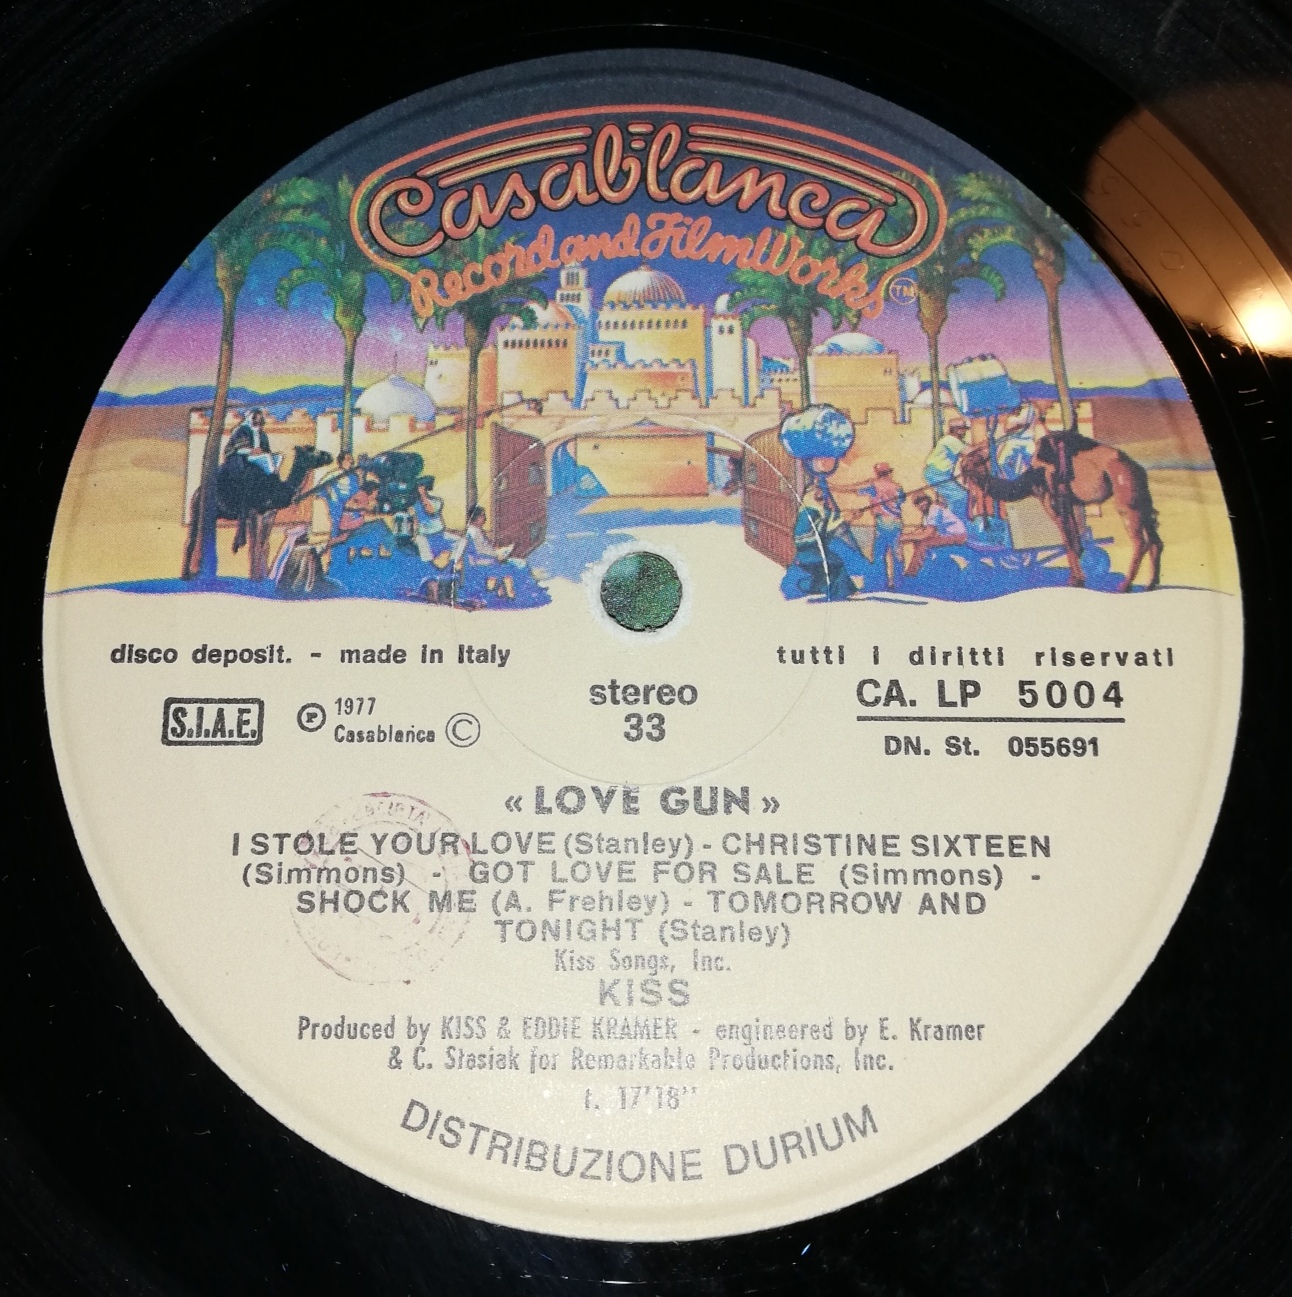 Casablanca
Record and FilmWorks TM
disco deposit. - made in Italy
tutti i diritti riservati
S.I.A.E.
℗ 1977
Casablanca ©
stereo
33
CA. LP 5004
DN. St. 055691
« LOVE GUN »
I STOLE YOUR LOVE (Stanley) - CHRISTINE SIXTEEN
(Simmons) - GOT LOVE FOR SALE (Simmons) -
SHOCK ME (A. Frehley) - TOMORROW AND
TONIGHT (Stanley)
Kiss Songs, Inc.
KISS
Produced by KISS & EDDIE KRAMER - engineered by E. Kramer
& C. Stasiak for Remarkable Productions, Inc.
t. 17'18"
DISTRIBUZIONE DURIUM